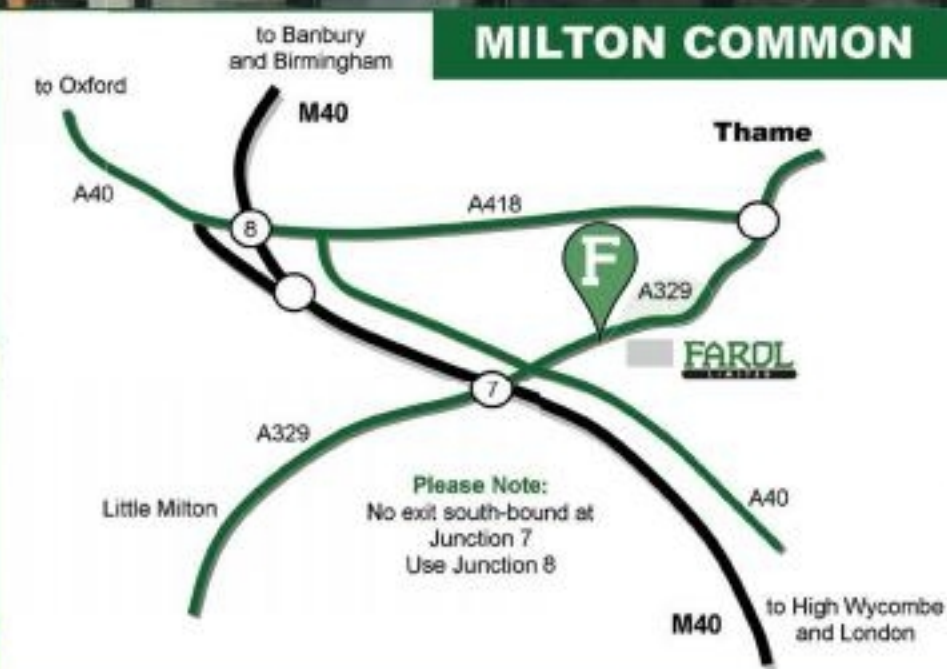 MILTON COMMON
to Banbury
and Birmingham
to Oxford
M40
Thame
A40
A418
8
F
A329
FAROL
LIMITED
7
A329
Please Note:
No exit south-bound at
Junction 7
Use Junction 8
Little Milton
A40
M40
to High Wycombe
and London